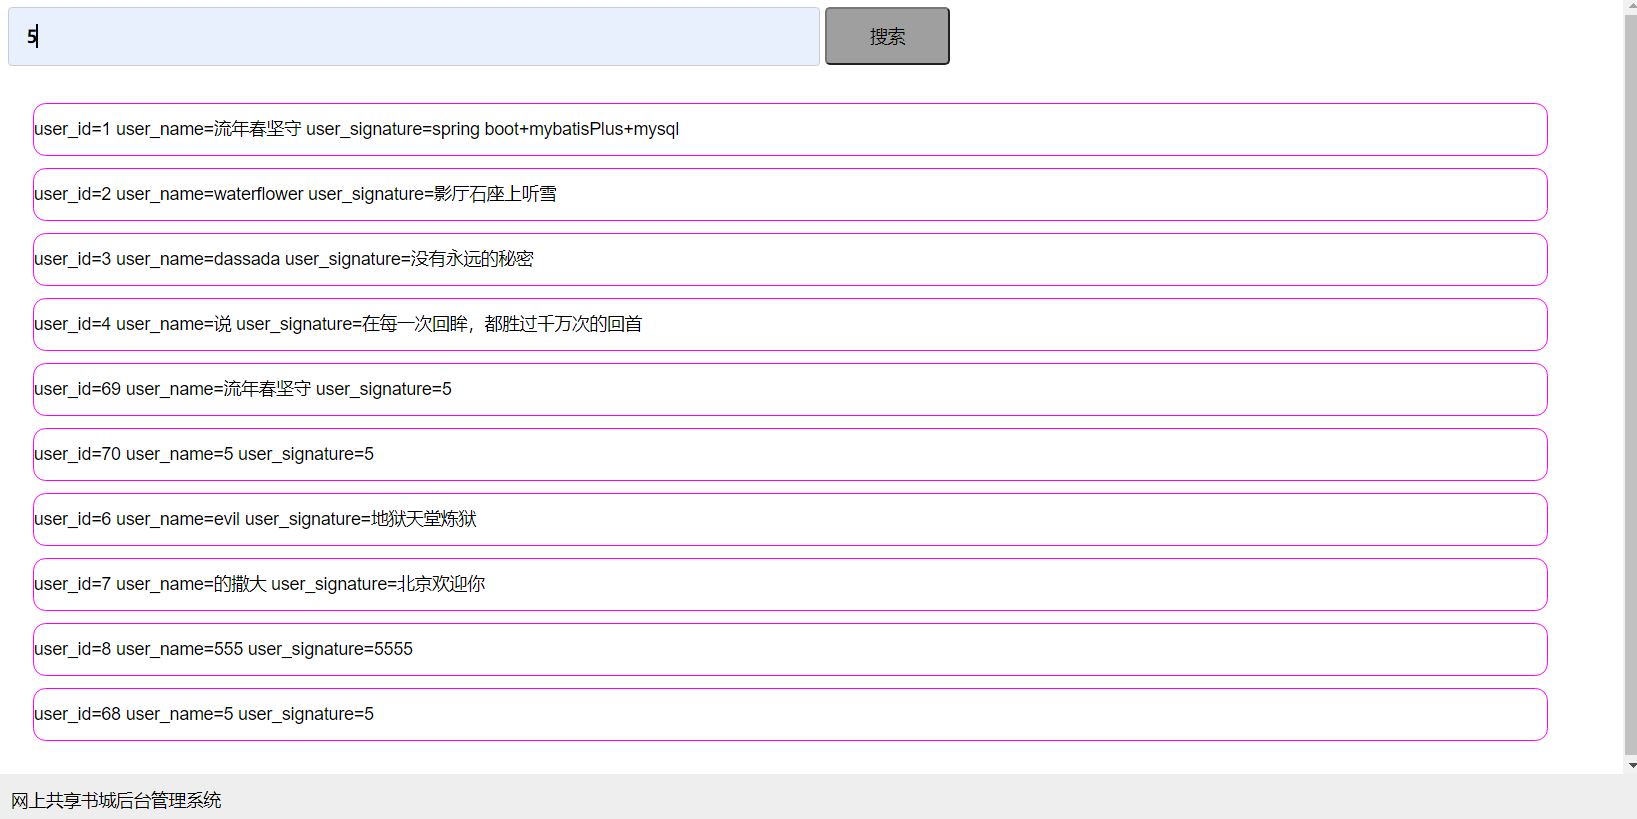 5
搜索
user_id=1 user_name=流年春坚守 user_signature=spring boot+mybatisPlus+mysql
user_id=2 user_name=waterflower user_signature=影厅石座上听雪
user_id=3 user_name=dassada user_signature=没有永远的秘密
user_id=4 user_name=说 user_signature=在每一次回眸，都胜过千万次的回首
user_id=69 user_name=流年春坚守 user_signature=5
user_id=70 user_name=5 user_signature=5
user_id=6 user_name=evil user_signature=地狱天堂炼狱
user_id=7 user_name=的撒大 user_signature=北京欢迎你
user_id=8 user_name=555 user_signature=5555
user_id=68 user_name=5 user_signature=5
网上共享书城后台管理系统